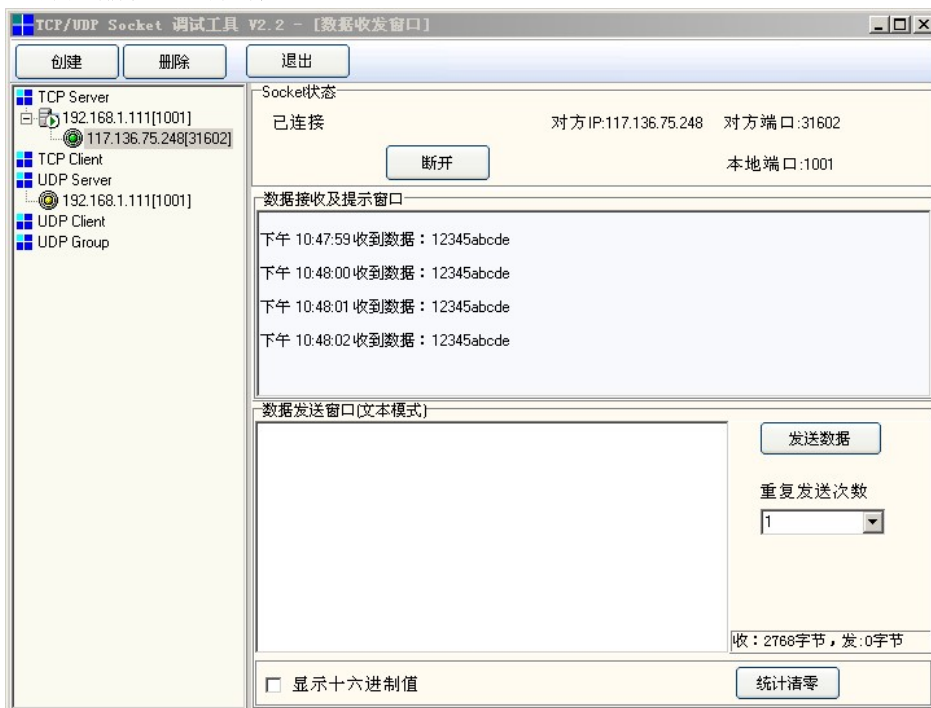 TCP/UDP Socket 调试工具 V2.2 - [数据收发窗口]
创建 删除 退出
TCP Server
192.168.1.111[1001]
117.136.75.248[31602]
TCP Client
UDP Server
192.168.1.111[1001]
UDP Client
UDP Group
Socket状态
已连接 对方IP:117.136.75.248 对方端口:31602
断开 本地端口:1001
数据接收及提示窗口
下午 10:47:59收到数据：12345abcde
下午 10:48:00收到数据：12345abcde
下午 10:48:01收到数据：12345abcde
下午 10:48:02收到数据：12345abcde
数据发送窗口(文本模式)
发送数据
重复发送次数
1
收：2768字节，发:0字节
显示十六进制值 统计清零